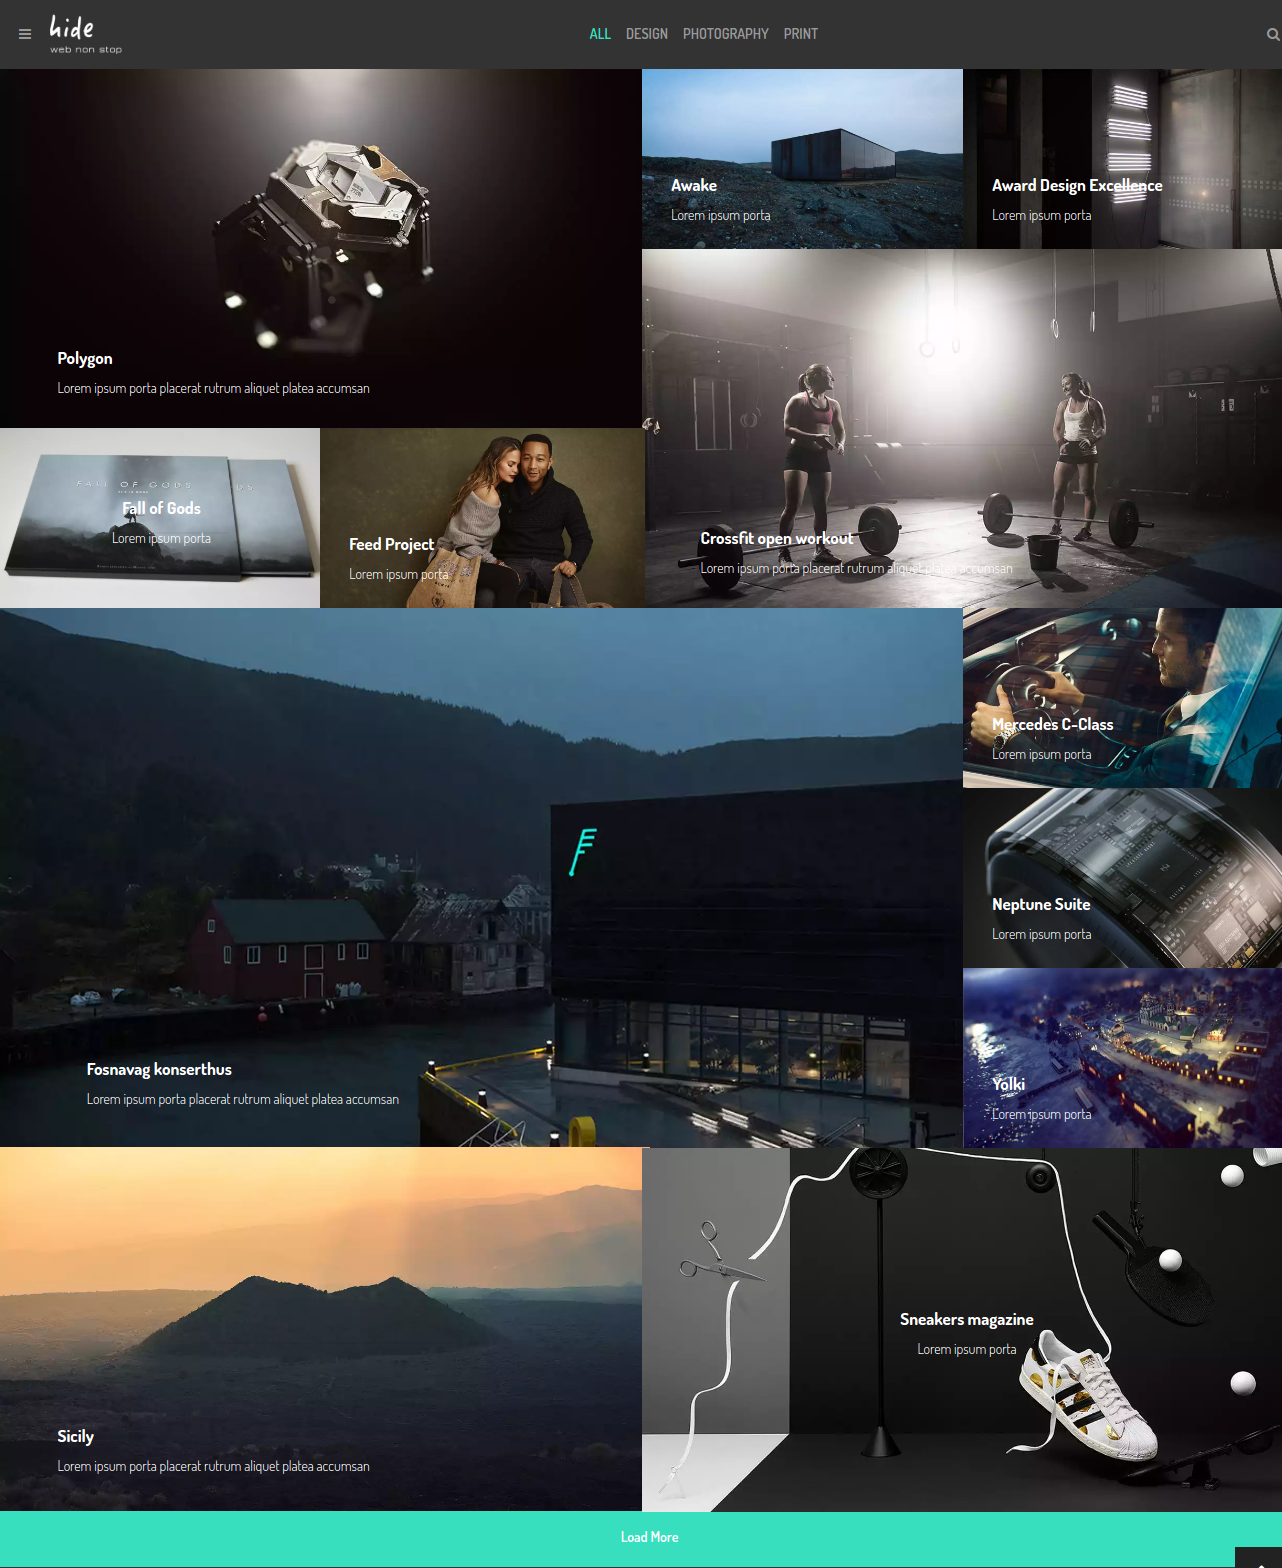 hide
web non stop
ALL DESIGN PHOTOGRAPHY PRINT
Polygon
Lorem ipsum porta placerat rutrum aliquet platea accumsan
Awake
Lorem ipsum porta
Award Design Excellence
Lorem ipsum porta
FALL OF GODS
Fall of Gods
Lorem ipsum porta
Feed Project
Lorem ipsum porta
Crossfit open workout
Lorem ipsum porta placerat rutrum aliquet platea accumsan
Fosnavag konserthus
Lorem ipsum porta placerat rutrum aliquet platea accumsan
Mercedes C-Class
Lorem ipsum porta
Neptune Suite
Lorem ipsum porta
Yolki
Lorem ipsum porta
Sicily
Lorem ipsum porta placerat rutrum aliquet platea accumsan
Sneakers magazine
Lorem ipsum porta
Load More